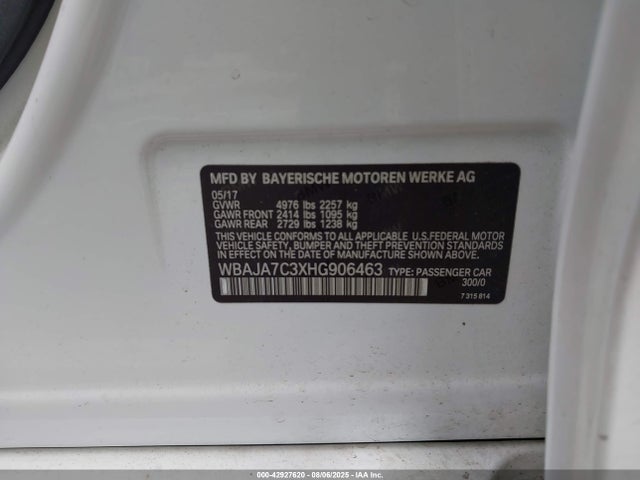 MFD BY BAYERISCHE MOTOREN WERKE AG
05/17
GVWR 4976 lbs 2257 kg
GAWR FRONT 2414 lbs 1095 kg
GAWR REAR 2729 lbs 1238 kg
THIS VEHICLE CONFORMS TO ALL APPLICABLE U.S.FEDERAL MOTOR
VEHICLE SAFETY, BUMPER AND THEFT PREVENTION STANDARDS
IN EFFECT ON THE DATE OF MANUFACTURE SHOWN ABOVE.
WBAJA7C3XHG906463 TYPE: PASSENGER CAR
300/0
7 315 814
000-42927620 08/06/2025 IAA Inc.